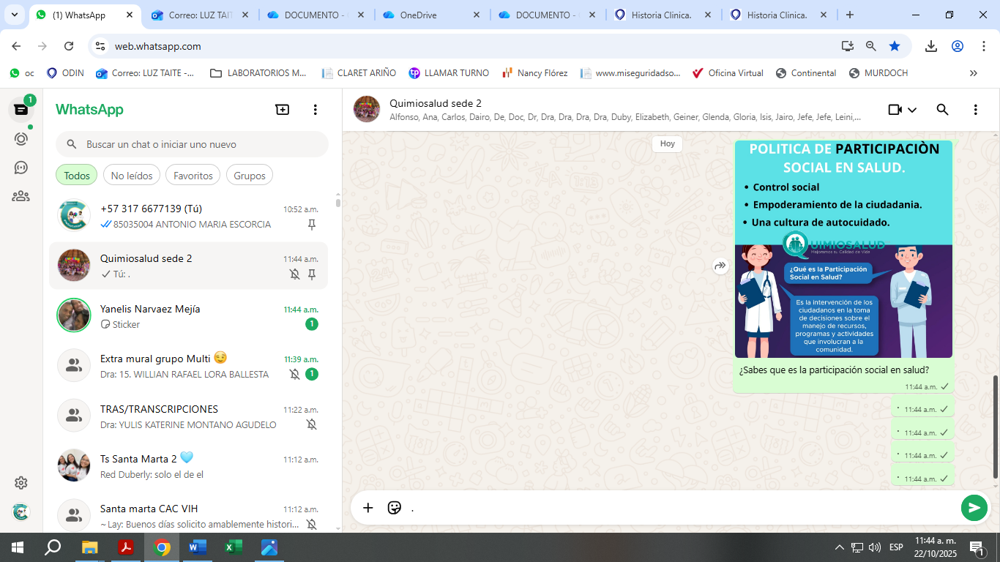 (1) WhatsApp
Correo: LUZ TAIT
DOCUMENTO -
OneDrive
DOCUMENTO -
Historia Clinica.
Historia Clinica.
web.whatsapp.com
oc
ODIN
Correo: LUZ TAITE -...
LABORATORIOS M...
CLARET ARIÑO
LLAMAR TURNO
Nancy Flórez
www.miseguridadso...
Oficina Virtual
Continental
MURDOCH
1
WhatsApp
Buscar un chat o iniciar uno nuevo
Todos
No leídos
Favoritos
Grupos
+57 317 6677139 (Tú)
10:52 a.m.
85035004 ANTONIO MARIA ESCORCIA
Quimiosalud sede 2
11:44 a.m.
Tú: .
Yanelis Narvaez Mejía
11:44 a.m.
Sticker
1
Extra mural grupo Multi 😏
11:39 a.m.
Dra: 15. WILLIAN RAFAEL LORA BALLESTA
1
TRAS/TRANSCRIPCIONES
11:22 a.m.
Dra: YULIS KATERINE MONTANO AGUDELO
Ts Santa Marta 2 🩵
11:12 a.m.
Red Duberly: solo el de el
Santa marta CAC VIH
11:12 a.m.
~ Lay: Buenos días solicito amablemente histori...
Quimiosalud sede 2
Alfonso, Ana, Carlos, Dairo, De, Doc, Dr, Dra, Dra, Dra, Dra, Duby, Elizabeth, Geiner, Glenda, Gloria, Isis, Jairo, Jefe, Jefe, Leini,...
Hoy
POLITICA DE PARTICIPACIÒN
SOCIAL EN SALUD.
• Control social
• Empoderamiento de la ciudadania.
• Una cultura de autocuidado.
QUIMIOSALUD
Mejoramos su Calidad de Vida
¿Qué es la Participación
Social en Salud?
Es la intervención de los
ciudadanos en la toma
de decisiones sobre el
manejo de recursos,
programas y actividades
que involucran a la
comunidad.
¿Sabes que es la participación social en salud?
11:44 a.m.
. 11:44 a.m.
. 11:44 a.m.
. 11:44 a.m.
. 11:44 a.m.
.
ESP
11:44 a. m.
22/10/2025
1